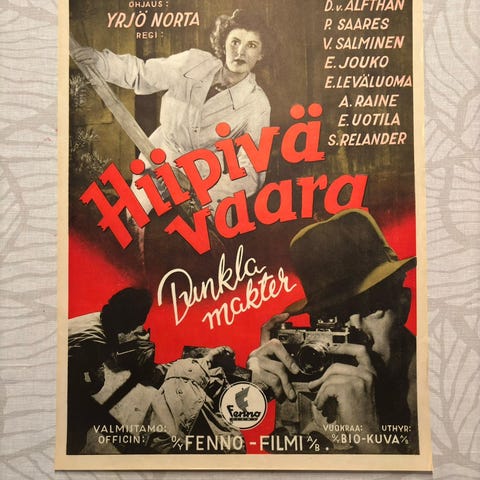 OHJAUS:
YRJÖ NORTA
REGI:
D.v. ALFTHAN
P. SAARES
V. SALMINEN
E. JOUKO
E. LEVÄLUOMA
A. RAINE
E. UOTILA
S. RELANDER
Hiipivä
vaara
Dunkla
makter
Fenno
VALMISTAMO:
OFFICIN:
O/Y FENNO-FILMI A/B.
VUOKRAA: UTHYR:
O/Y BIO-KUVA A/B